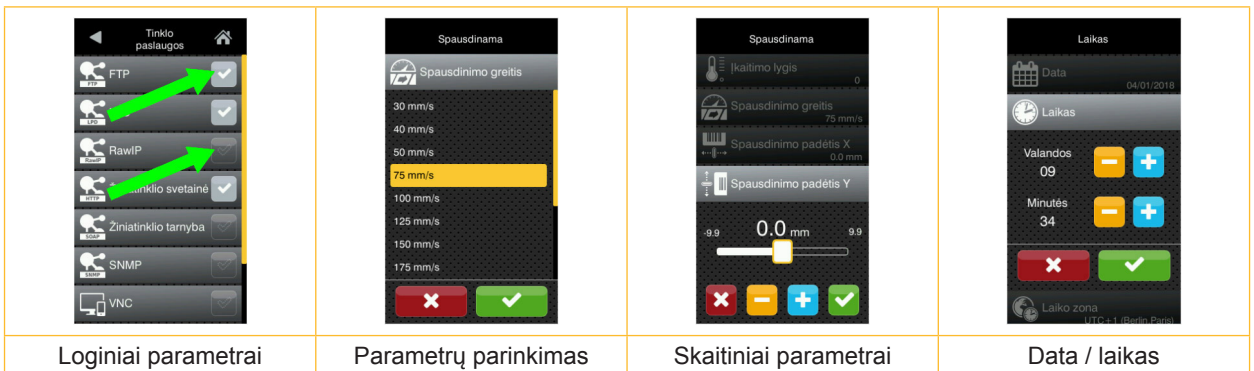 Tinklo
paslaugos
FTP
FTP
LPD
RawIP
RawIP
HTTP
tinklio svetainė
SOAP
Žiniatinklio tarnyba
SNMP
SNMP
VNC
Loginiai parametrai
Spausdinama
Spausdinimo greitis
30 mm/s
40 mm/s
50 mm/s
75 mm/s
100 mm/s
125 mm/s
150 mm/s
175 mm/s
Parametrų parinkimas
Spausdinama
Įkaitimo lygis
0
Spausdinimo greitis
75 mm/s
Spausdinimo padėtis X
0.0 mm
Spausdinimo padėtis Y
-9.9 0.0 mm 9.9
Skaitiniai parametrai
Laikas
Data
04/01/2018
Laikas
Valandos
09
Minutės
34
Laiko zona
UTC+1 (Berlin,Paris)
Data / laikas